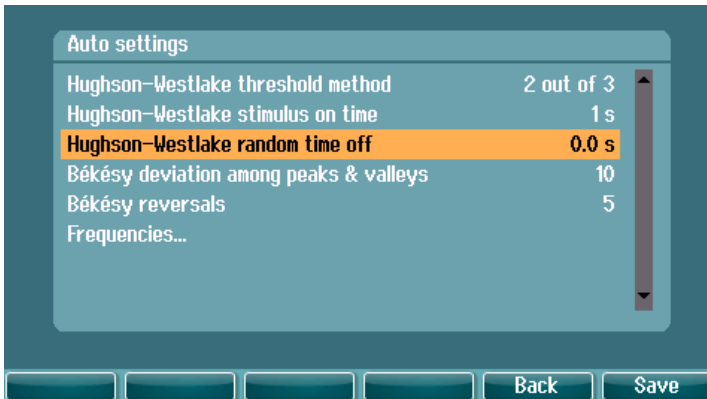 Auto settings
Hughson-Westlake threshold method 2 out of 3
Hughson-Westlake stimulus on time 1 s
Hughson-Westlake random time off 0.0 s
Békésy deviation among peaks & valleys 10
Békésy reversals 5
Frequencies...
Back Save